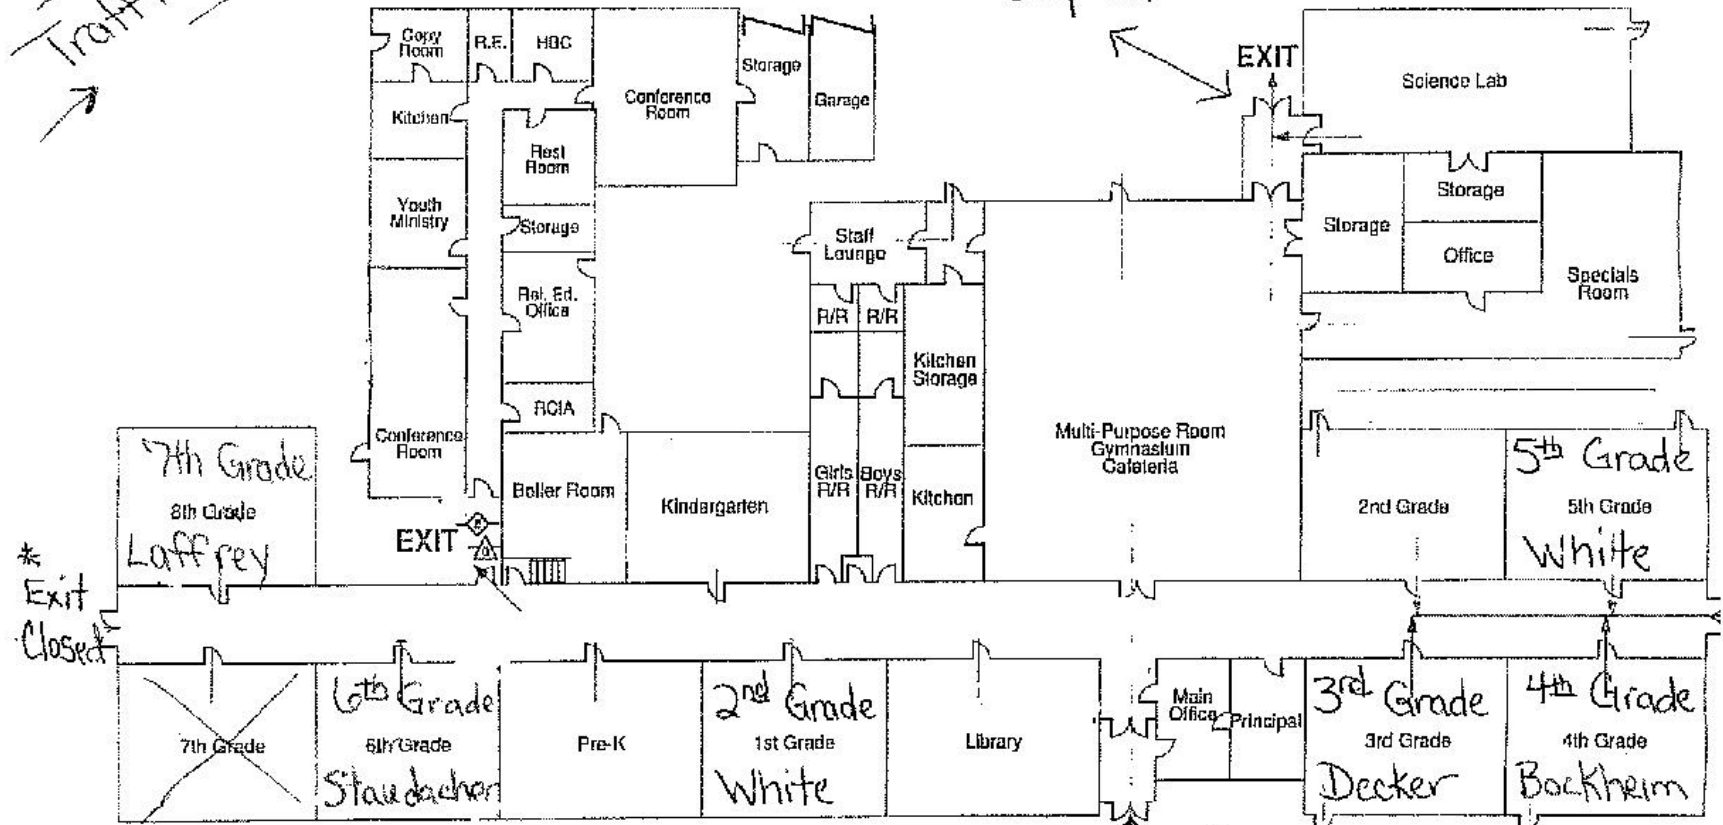 Copy
Room
R.E.
HBC
Conference
Room
Storage
Garage
EXIT
Science Lab
Kitchen
Rest
Room
Youth
Ministry
Storage
Staff
Lounge
Storage
Storage
Office
Specials
Room
Rel. Ed.
Office
R/R
R/R
Kitchen
Storage
RCIA
Conference
Room
Multi-Purpose Room
Gymnasium
Cafeteria
7th Grade
8th Grade
Laffrey
EXIT
Boiler Room
Kindergarten
Girls
R/R
Boys
R/R
Kitchen
2nd Grade
5th Grade
5th Grade
White
*
Exit
Closed
7th Grade
6th Grade
6th Grade
Staudacher
Pre-K
2nd Grade
1st Grade
White
Library
Main
Office
Principal
3rd Grade
3rd Grade
Decker
4th Grade
4th Grade
Bockheim